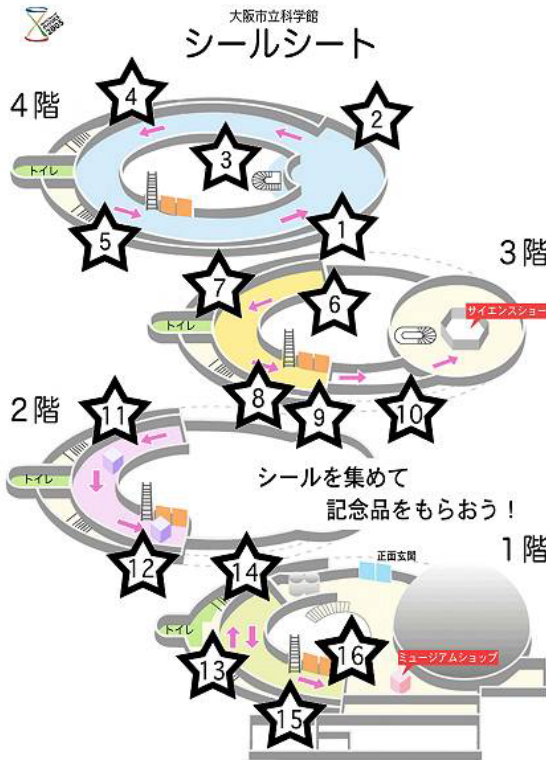 大阪市立科学館
シールシート
4階
4
2
3
トイレ
5
1
3階
7
6
サイエンスショー
トイレ
8
9
10
2階
11
トイレ
シールを集めて
記念品をもらおう！
12
1階
14
正面玄関
トイレ
16
ミュージアムショップ
13
15